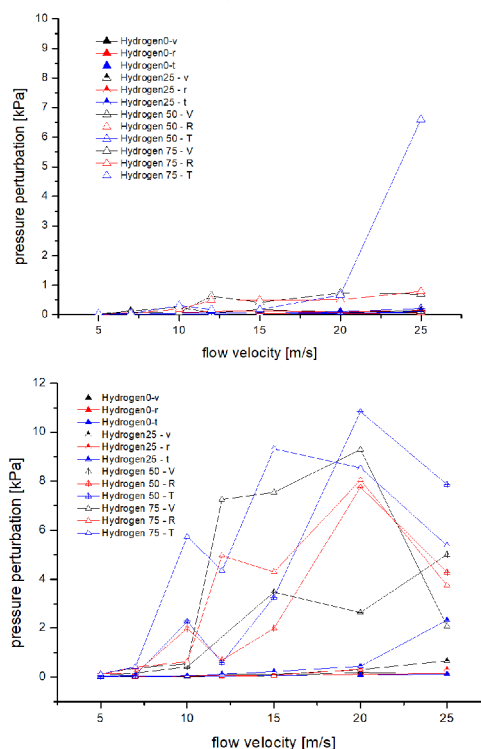 10
9
8
7
6
5
4
3
2
1
0
pressure perturbation [kPa]
Hydrogen0-v
Hydrogen0-r
Hydrogen0-t
Hydrogen25 - v
Hydrogen25 - r
Hydrogen25 - t
Hydrogen 50 - V
Hydrogen 50 - R
Hydrogen 50 - T
Hydrogen 75 - V
Hydrogen 75 - R
Hydrogen 75 - T
5 10 15 20 25
flow velocity [m/s]
12
10
8
6
4
2
0
pressure perturbation [kPa]
Hydrogen0-v
Hydrogen0-r
Hydrogen0-t
Hydrogen25 - v
Hydrogen25 - r
Hydrogen25 - t
Hydrogen 50 - V
Hydrogen 50 - R
Hydrogen 50 - T
Hydrogen 75 - V
Hydrogen 75 - R
Hydrogen 75 - T
5 10 15 20 25
flow velocity [m/s]